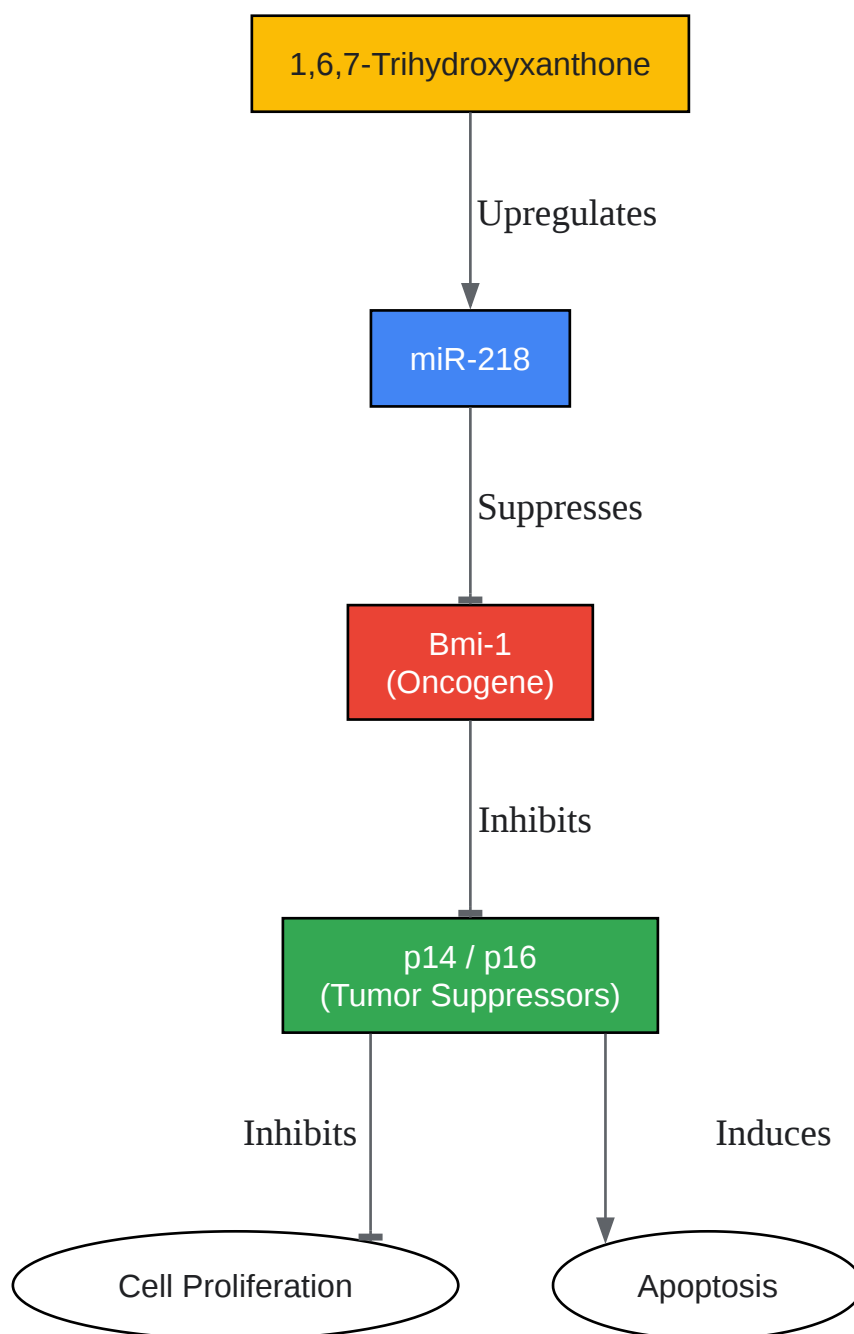 1,6,7-Trihydroxyxanthone
Upregulates
miR-218
Suppresses
Bmi-1
(Oncogene)
Inhibits
p14 / p16
(Tumor Suppressors)
Inhibits
Induces
Cell Proliferation
Apoptosis